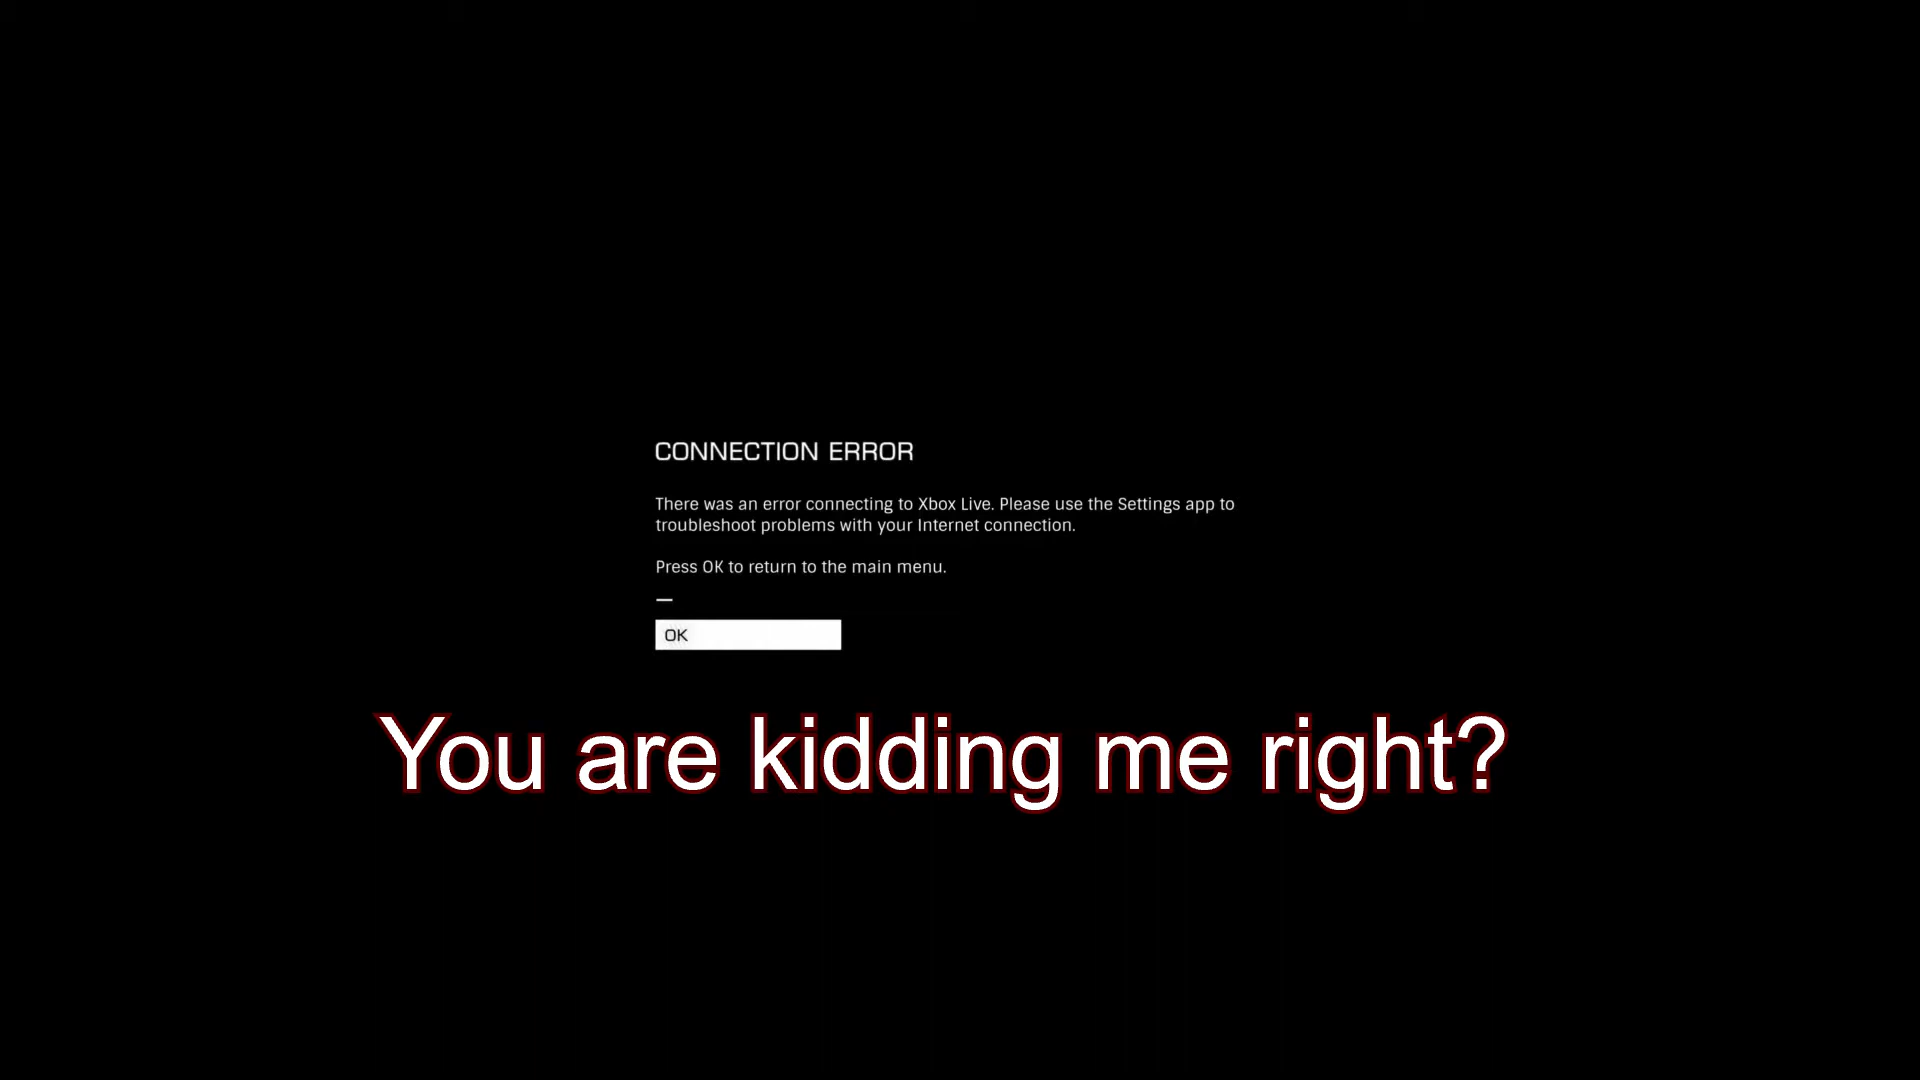 CONNECTION ERROR
There was an error connecting to Xbox Live. Please use the Settings app to
troubleshoot problems with your Internet connection.
Press OK to return to the main menu.
OK
You are kidding me right?